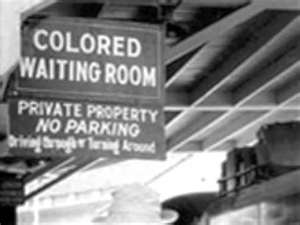 COLORED
WAITING ROOM
PRIVATE PROPERTY
NO PARKING
Driving through or Turning Around